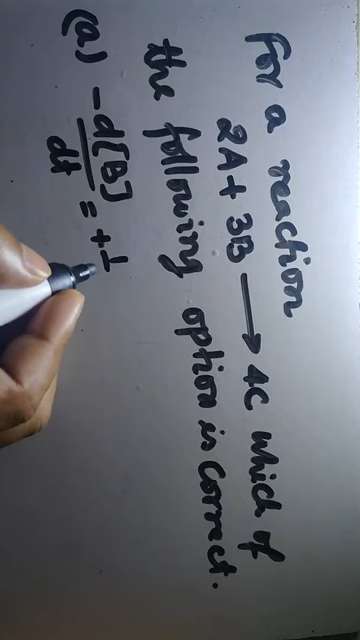 For a reaction
2A + 3B ⟶ 4C which of
the following option is correct.
(a) -d[B]/dt = + 1